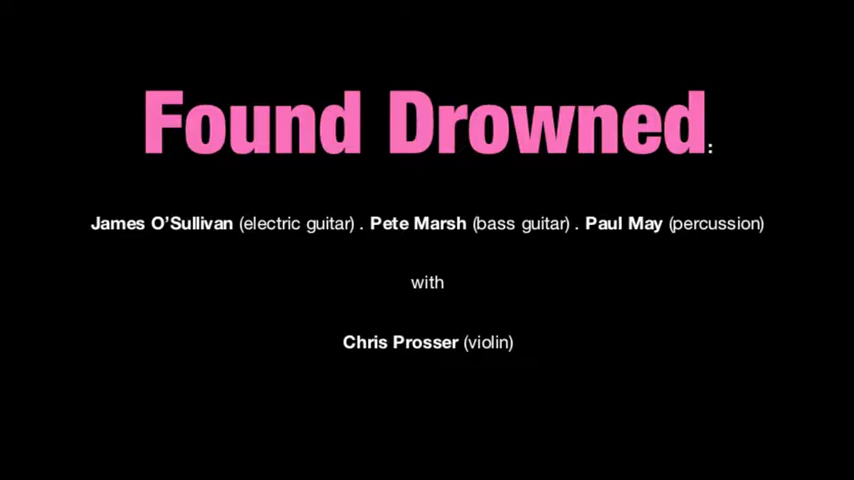 Found Drowned:
James O’Sullivan (electric guitar) . Pete Marsh (bass guitar) . Paul May (percussion)
with
Chris Prosser (violin)